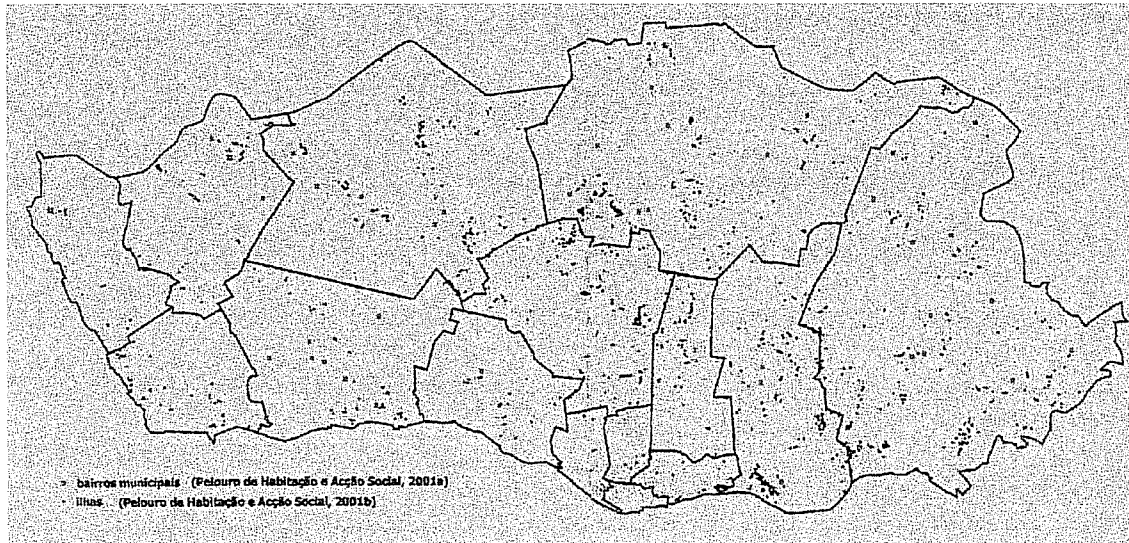 bairros municipais (Pelouro de Habitação e Acção Social, 2001a)
ilhas (Pelouro de Habitação e Acção Social, 2001b)